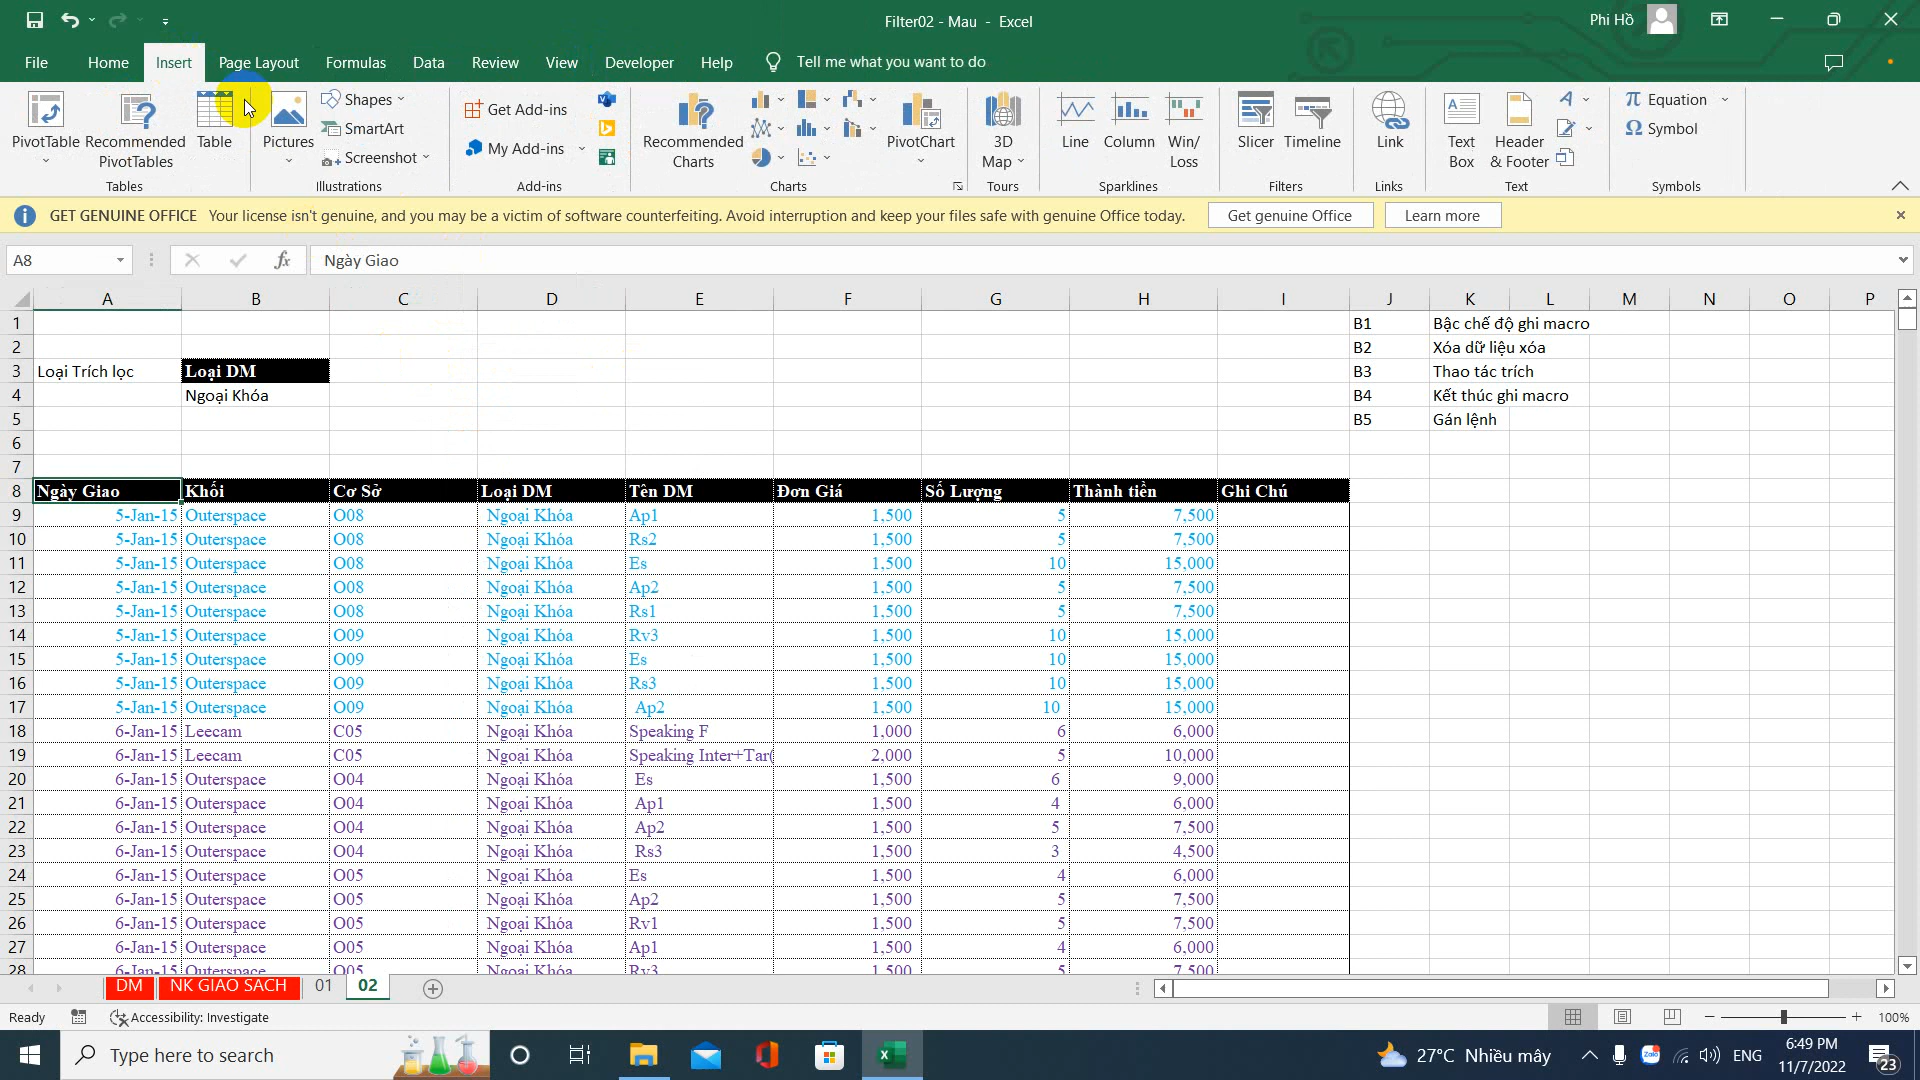 Filter02 - Mau - Excel
Phi Hồ
File Home Insert Page Layout Formulas Data Review View Developer Help Tell me what you want to do
PivotTable
Recommended PivotTables
Table
Tables
Pictures
Shapes
SmartArt
Screenshot
Illustrations
Get Add-ins
My Add-ins
Add-ins
Recommended Charts
PivotChart
Charts
3D Map
Tours
Line
Column
Win/ Loss
Sparklines
Slicer
Timeline
Filters
Link
Links
Text Box
Header & Footer
Text
Equation
Symbol
Symbols
GET GENUINE OFFICE Your license isn't genuine, and you may be a victim of software counterfeiting. Avoid interruption and keep your files safe with genuine Office today. Get genuine Office Learn more
A8 fx Ngày Giao
A B C D E F G H I J K L M N O P
1 B1 Bậc chế độ ghi macro
2 B2 Xóa dữ liệu xóa
3 Loại Trích lọc Loại DM B3 Thao tác trích
4 Ngoại Khóa B4 Kết thúc ghi macro
5 B5 Gán lệnh
6
7
8 Ngày Giao Khối Cơ Sở Loại DM Tên DM Đơn Giá Số Lượng Thành tiền Ghi Chú
9 5-Jan-15 Outerspace O08 Ngoại Khóa Ap1 1,500 5 7,500
10 5-Jan-15 Outerspace O08 Ngoại Khóa Rs2 1,500 5 7,500
11 5-Jan-15 Outerspace O08 Ngoại Khóa Es 1,500 10 15,000
12 5-Jan-15 Outerspace O08 Ngoại Khóa Ap2 1,500 5 7,500
13 5-Jan-15 Outerspace O08 Ngoại Khóa Rs1 1,500 5 7,500
14 5-Jan-15 Outerspace O09 Ngoại Khóa Rv3 1,500 10 15,000
15 5-Jan-15 Outerspace O09 Ngoại Khóa Es 1,500 10 15,000
16 5-Jan-15 Outerspace O09 Ngoại Khóa Rs3 1,500 10 15,000
17 5-Jan-15 Outerspace O09 Ngoại Khóa Ap2 1,500 10 15,000
18 6-Jan-15 Leecam C05 Ngoại Khóa Speaking F 1,000 6 6,000
19 6-Jan-15 Leecam C05 Ngoại Khóa Speaking Inter+Tar( 2,000 5 10,000
20 6-Jan-15 Outerspace O04 Ngoại Khóa Es 1,500 6 9,000
21 6-Jan-15 Outerspace O04 Ngoại Khóa Ap1 1,500 4 6,000
22 6-Jan-15 Outerspace O04 Ngoại Khóa Ap2 1,500 5 7,500
23 6-Jan-15 Outerspace O04 Ngoại Khóa Rs3 1,500 3 4,500
24 6-Jan-15 Outerspace O05 Ngoại Khóa Es 1,500 4 6,000
25 6-Jan-15 Outerspace O05 Ngoại Khóa Ap2 1,500 5 7,500
26 6-Jan-15 Outerspace O05 Ngoại Khóa Rv1 1,500 5 7,500
27 6-Jan-15 Outerspace O05 Ngoại Khóa Ap1 1,500 4 6,000
28 6-Jan-15 Outerspace O05 Ngoại Khóa Rv3 1,500 5 7,500
DM NK GIAO SACH 01 02
Ready Accessibility: Investigate 100%
Type here to search
27°C Nhiều mây
Zalo
ENG
6:49 PM
11/7/2022
23